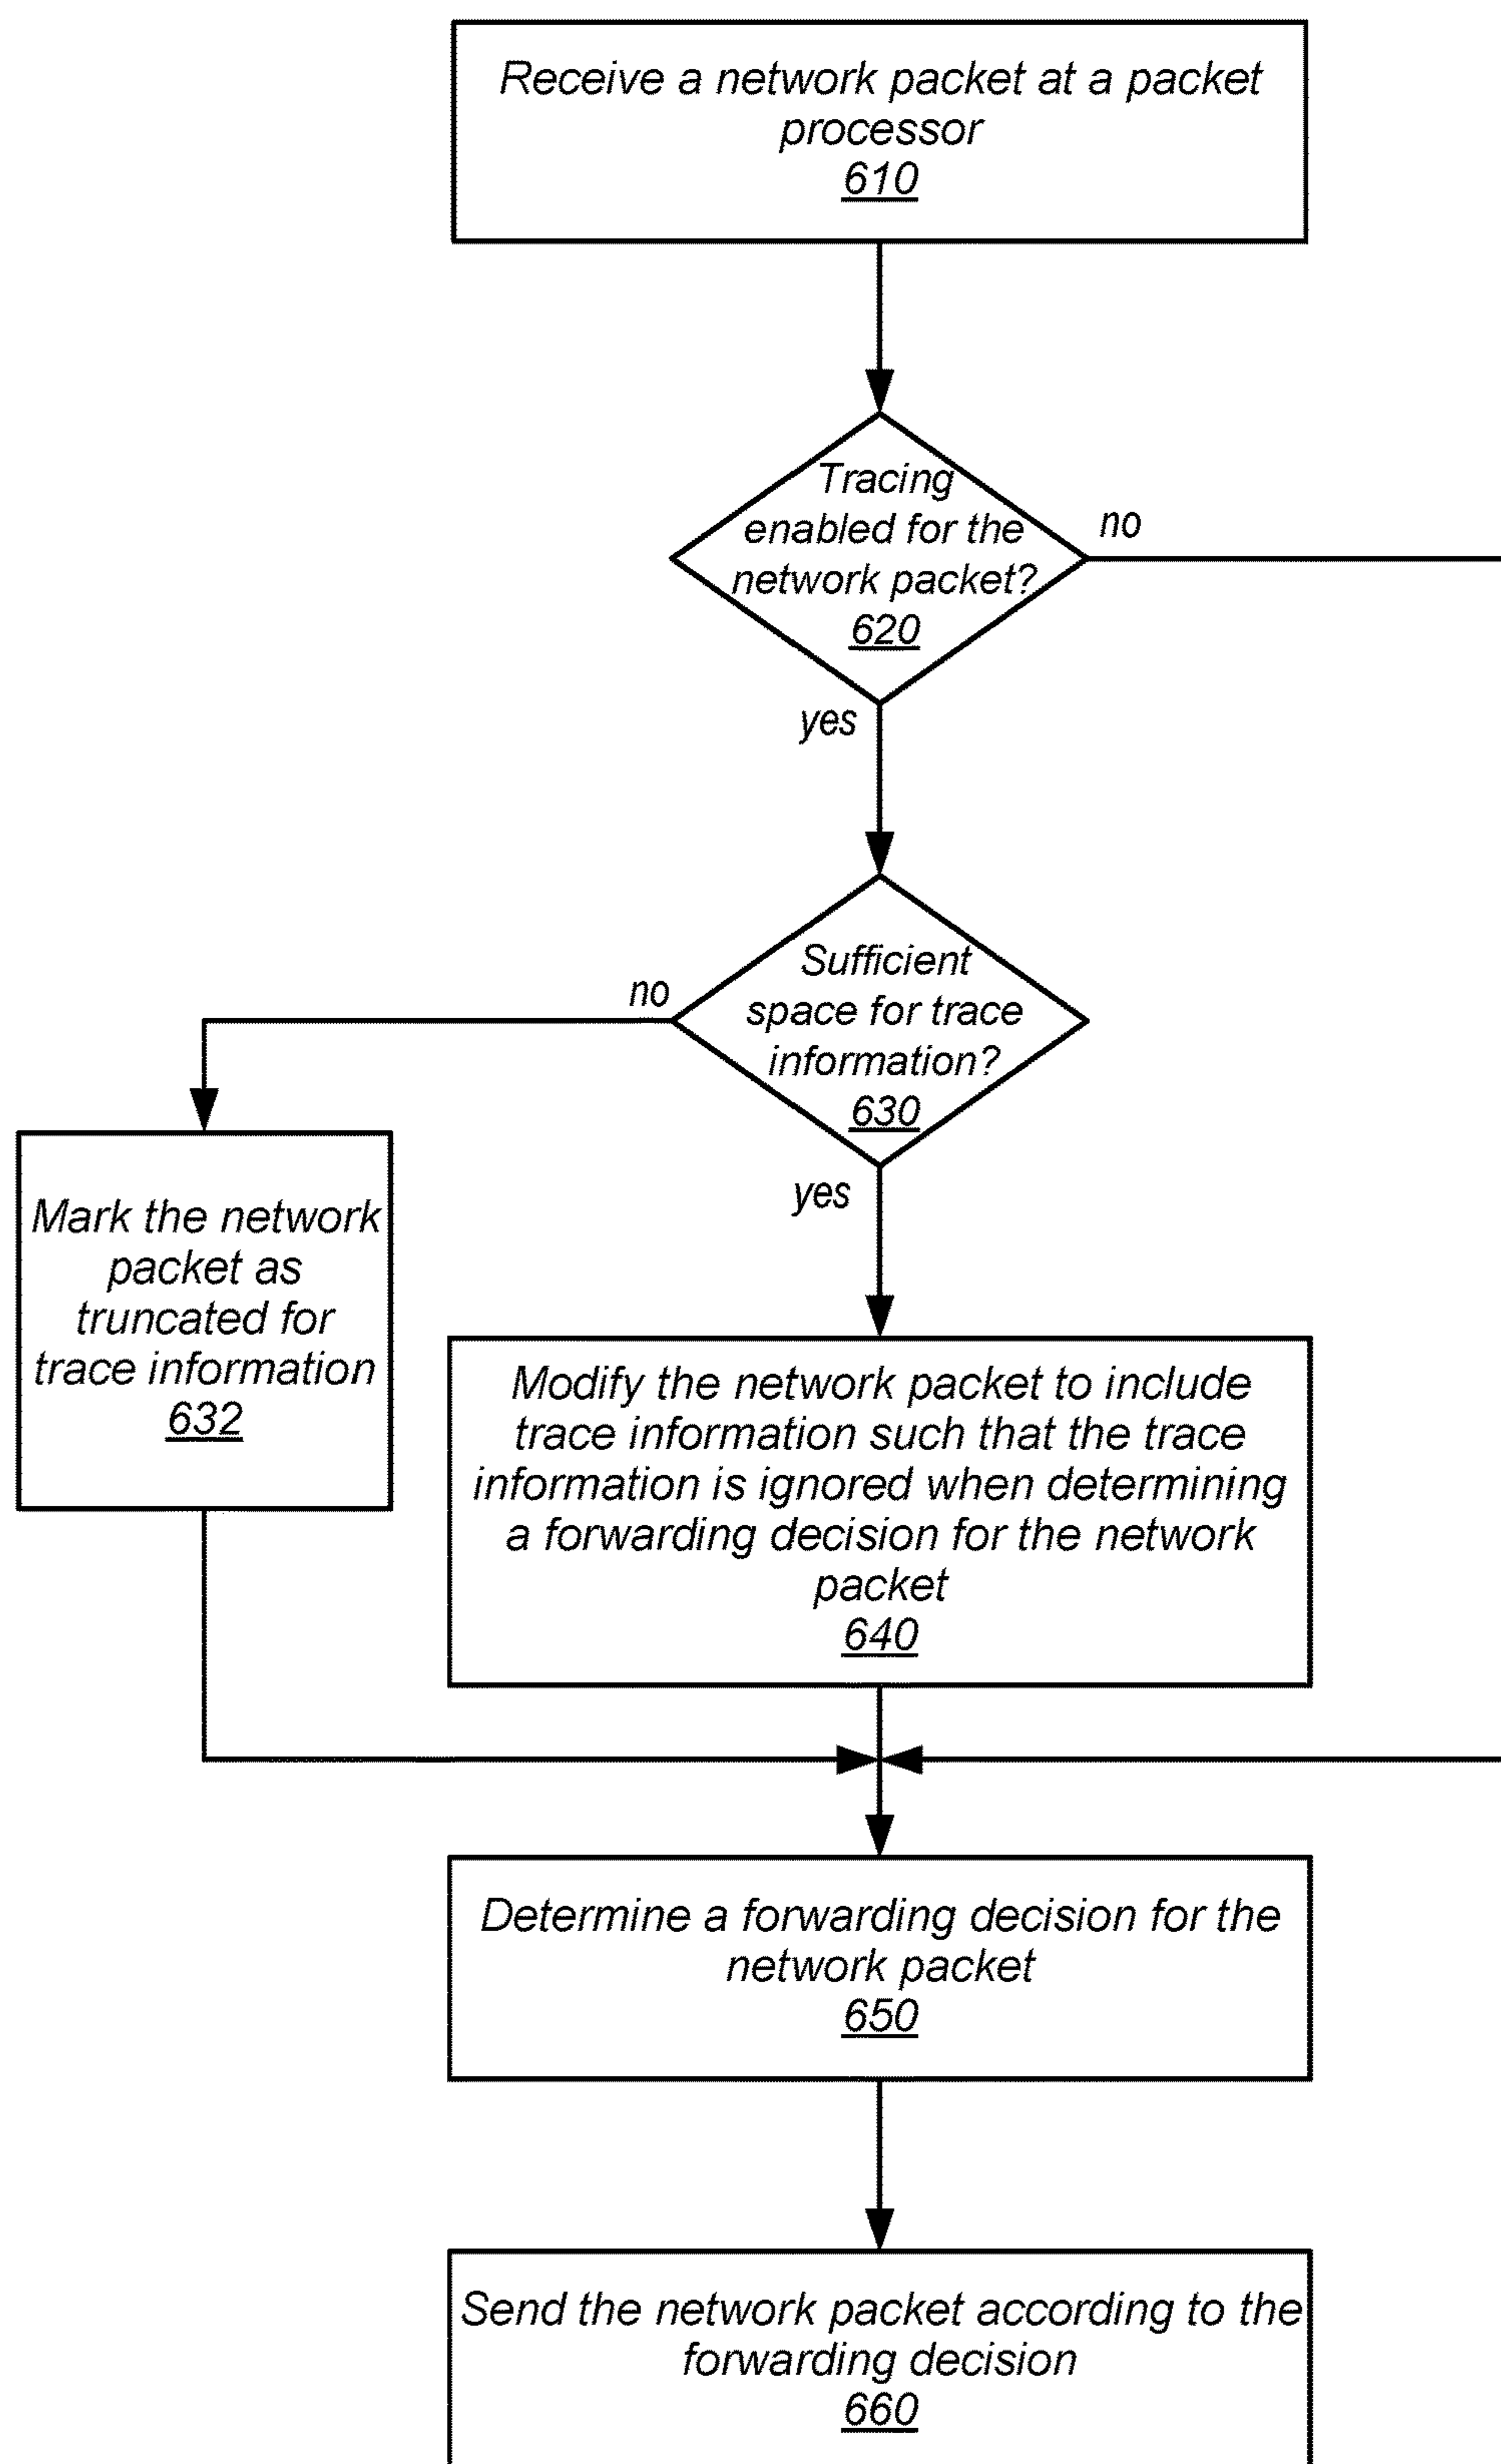 Receive a network packet at a packet
processor
610
Tracing
enabled for the
network packet?
620
no
yes
Sufficient
space for trace
information?
630
no
yes
Mark the network
packet as
truncated for
trace information
632
Modify the network packet to include
trace information such that the trace
information is ignored when determining
a forwarding decision for the network
packet
640
Determine a forwarding decision for the
network packet
650
Send the network packet according to the
forwarding decision
660